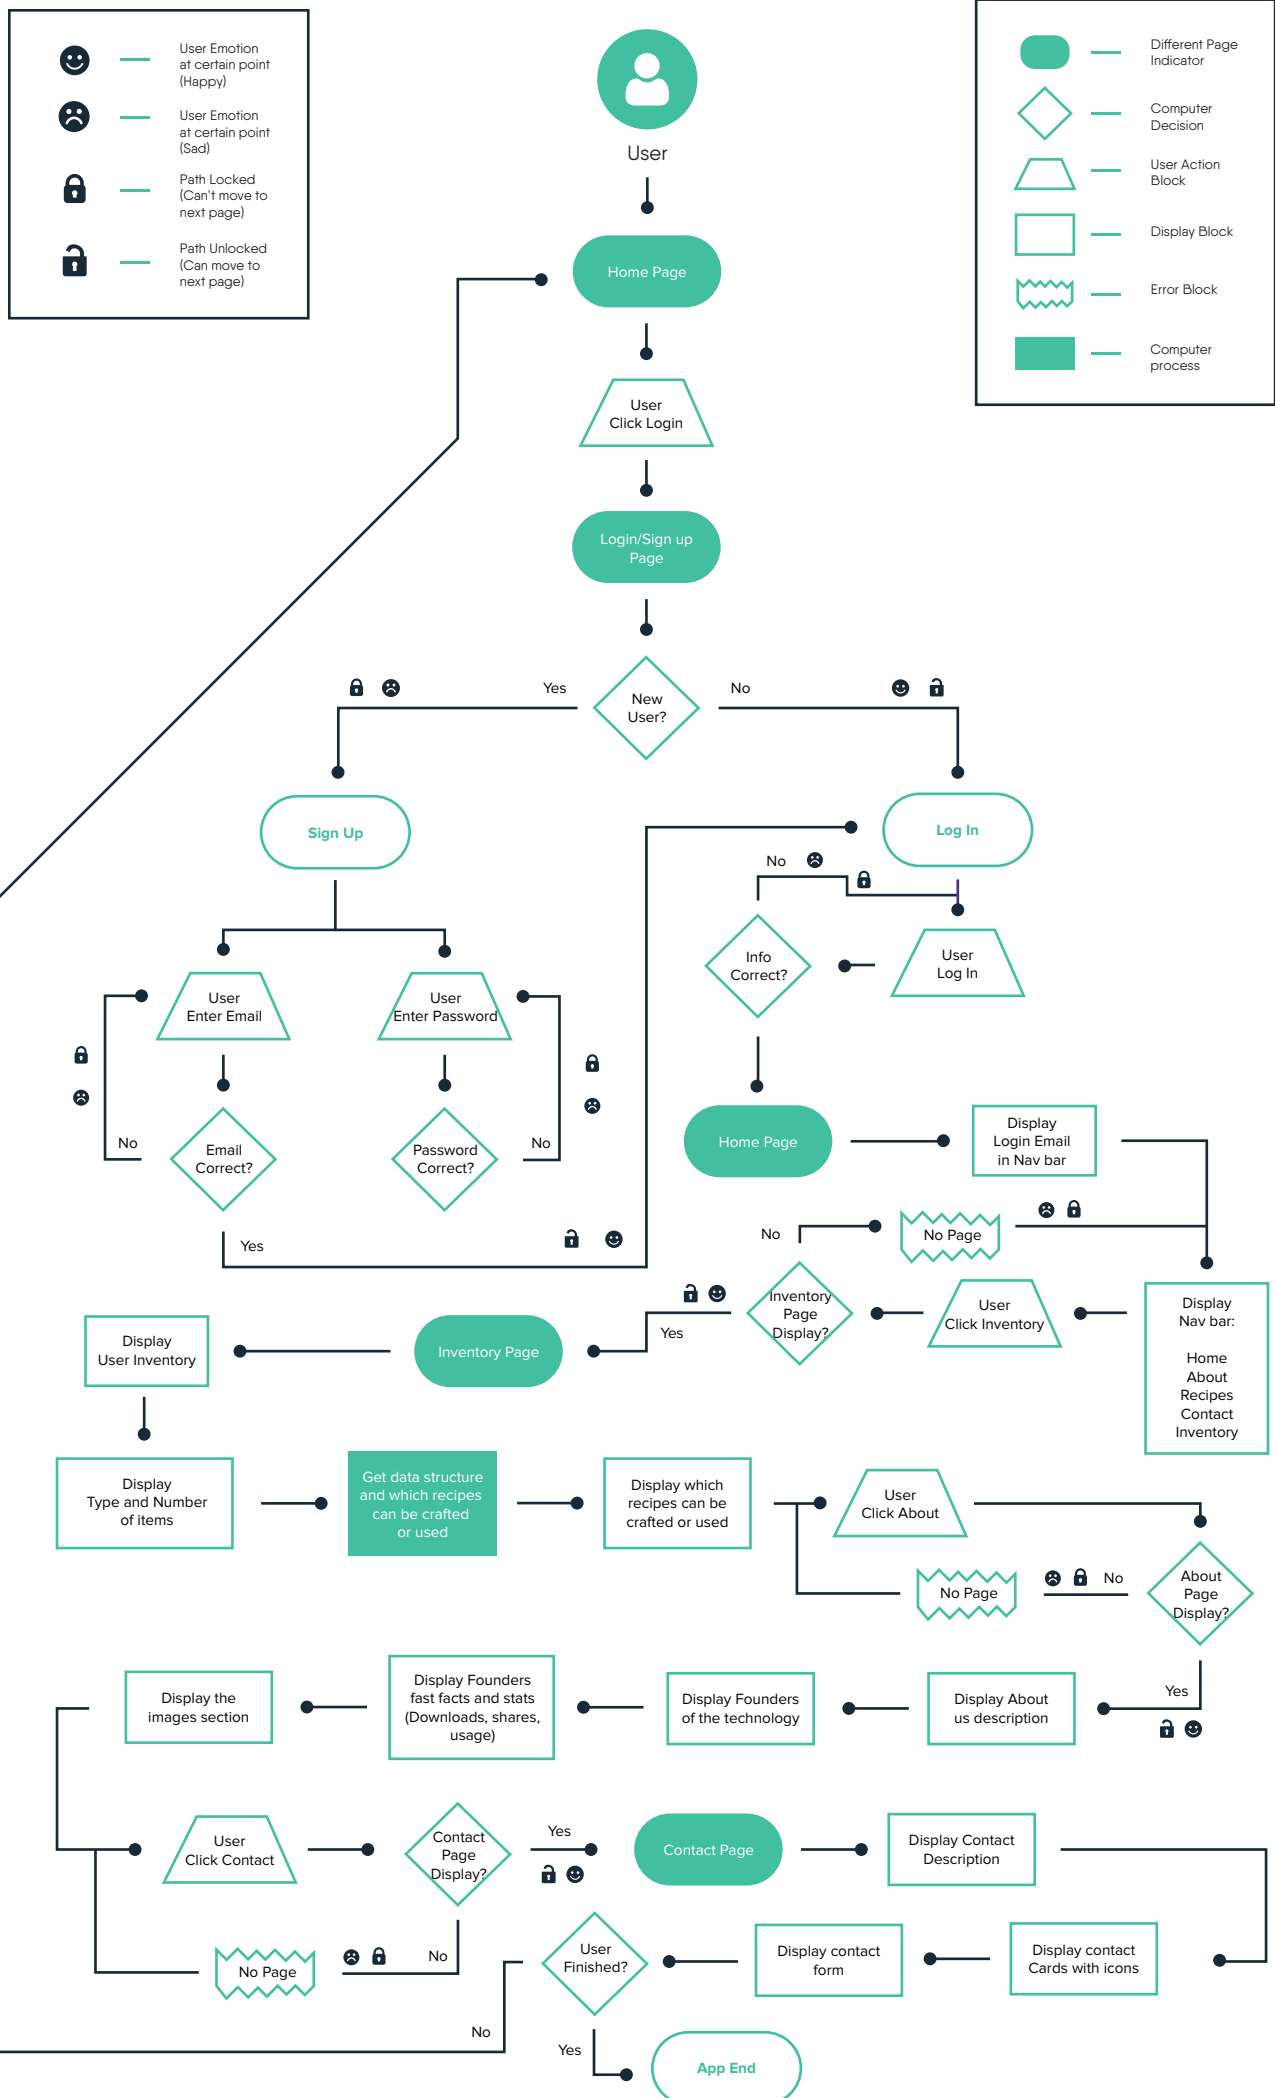 User Emotion
at certain point
(Happy)
User Emotion
at certain point
(Sad)
Path Locked
(Can't move to
next page)
Path Unlocked
(Can move to
next page)
User
Different Page
Indicator
Computer
Decision
User Action
Block
Display Block
Error Block
Computer
process
Home Page
User
Click Login
Login/Sign up
Page
Yes
New
User?
No
Sign Up
Log In
No
Info
Correct?
User
Log In
User
Enter Email
User
Enter Password
No
Email
Correct?
Password
Correct?
No
Yes
Home Page
Display
Login Email
in Nav bar
No
No Page
Display
User Inventory
Inventory Page
Yes
Inventory
Page
Display?
User
Click Inventory
Display
Nav bar:
Home
About
Recipes
Contact
Inventory
Display
Type and Number
of items
Get data structure
and which recipes
can be crafted
or used
Display which
recipes can be
crafted or used
User
Click About
No Page
No
About
Page
Display?
Yes
Display the
images section
Display Founders
fast facts and stats
(Downloads, shares,
usage)
Display Founders
of the technology
Display About
us description
User
Click Contact
Contact
Page
Display?
Yes
Contact Page
Display Contact
Description
No Page
No
User
Finished?
Display contact
form
Display contact
Cards with icons
No
Yes
App End